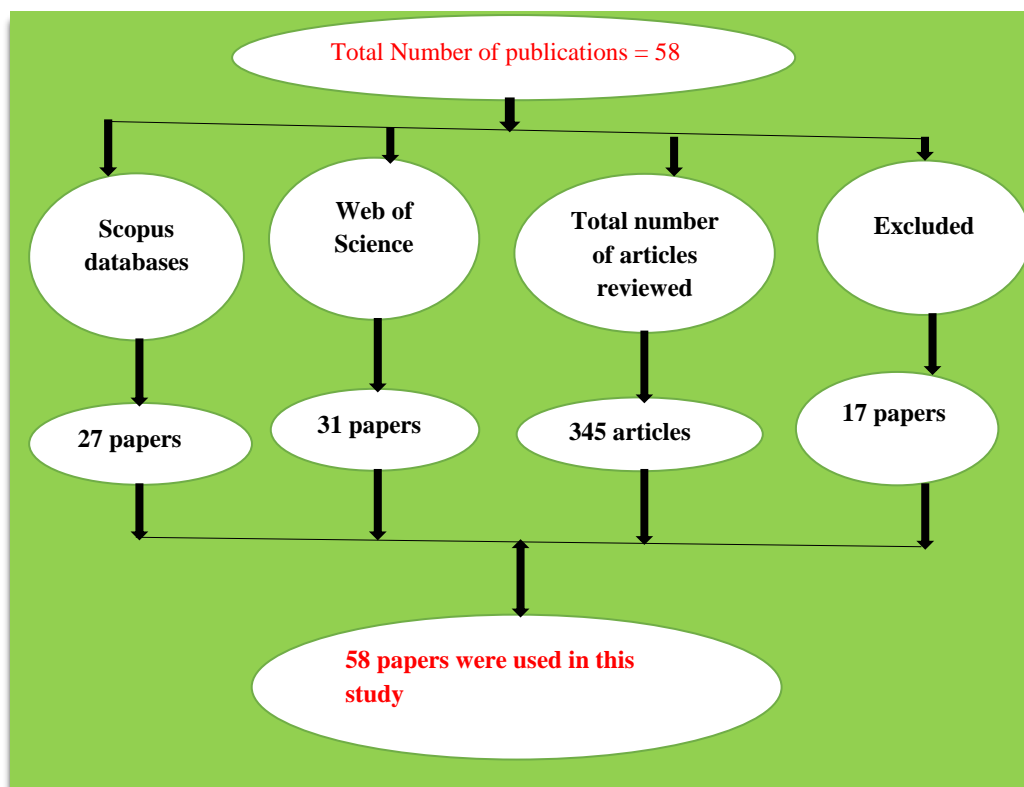 Total Number of publications = 58
Scopus
databases
Web of
Science
Total number
of articles
reviewed
Excluded
27 papers
31 papers
345 articles
17 papers
58 papers were used in this
study